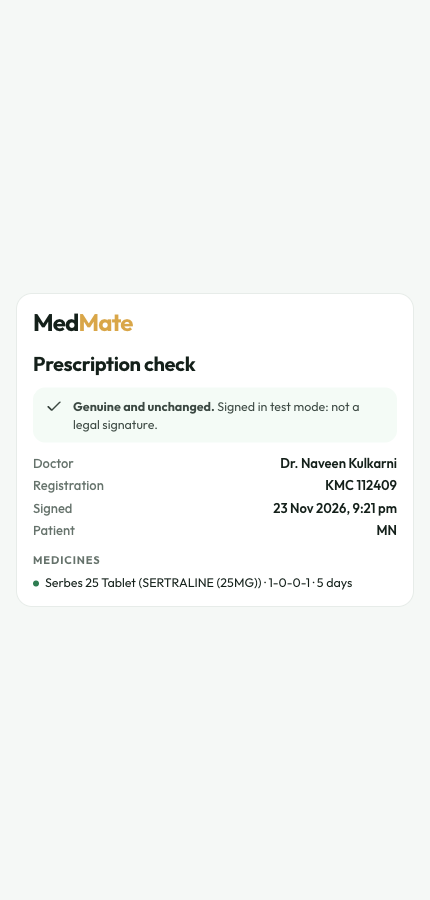 MedMate
Prescription check
Genuine and unchanged. Signed in test mode: not a
legal signature.
Doctor Dr. Naveen Kulkarni
Registration KMC 112409
Signed 23 Nov 2026, 9:21 pm
Patient MN
MEDICINES
Serbes 25 Tablet (SERTRALINE (25MG)) · 1-0-0-1 · 5 days